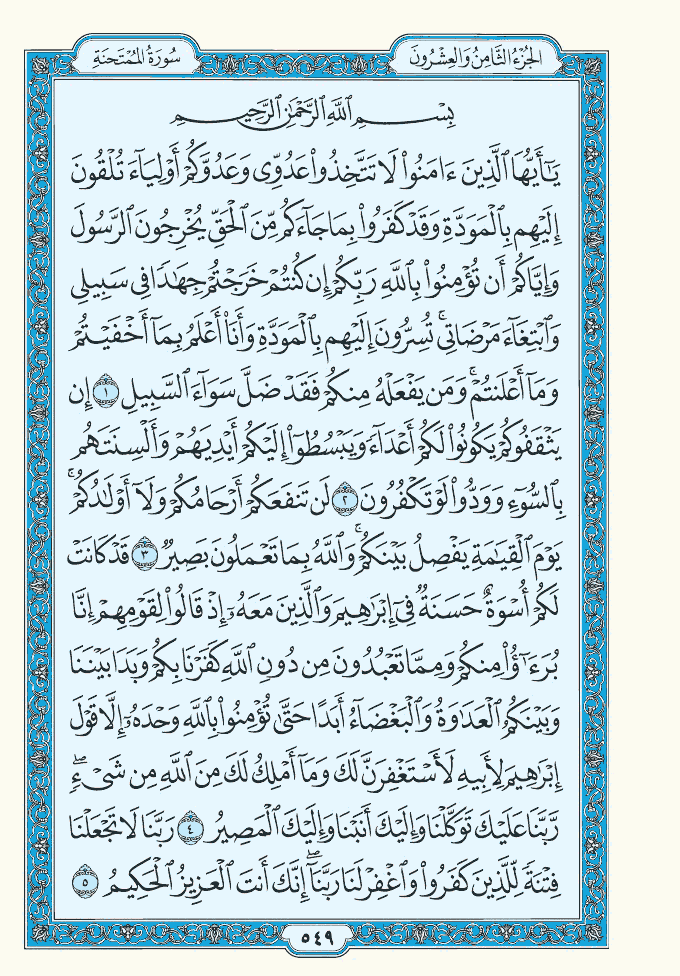 الجُزْءُ الثَّامِنُ وَالعِشْرُونَ
سُورَةُ المُمْتَحَنَةِ
بِسْمِ ٱللَّهِ ٱلرَّحْمَٰنِ ٱلرَّحِيمِ
يَـٰٓأَيُّهَا ٱلَّذِينَ ءَامَنُوا۟ لَا تَتَّخِذُوا۟ عَدُوِّى وَعَدُوَّكُمْ أَوْلِيَآءَ تُلْقُونَ
إِلَيْهِم بِٱلْمَوَدَّةِ وَقَدْ كَفَرُوا۟ بِمَا جَآءَكُم مِّنَ ٱلْحَقِّ يُخْرِجُونَ ٱلرَّسُولَ
وَإِيَّاكُمْ أَن تُؤْمِنُوا۟ بِٱللَّهِ رَبِّكُمْ إِن كُنتُمْ خَرَجْتُمْ جِهَـٰدًا فِى سَبِيلِى
وَٱبْتِغَآءَ مَرْضَاتِى ۚ تُسِرُّونَ إِلَيْهِم بِٱلْمَوَدَّةِ وَأَنَا۠ أَعْلَمُ بِمَآ أَخْفَيْتُمْ
وَمَآ أَعْلَنتُمْ ۚ وَمَن يَفْعَلْهُ مِنكُمْ فَقَدْ ضَلَّ سَوَآءَ ٱلسَّبِيلِ ١ إِن
يَثْقَفُوكُمْ يَكُونُوا۟ لَكُمْ أَعْدَآءً وَيَبْسُطُوٓا۟ إِلَيْكُمْ أَيْدِيَهُمْ وَأَلْسِنَتَهُم
بِٱلسُّوٓءِ وَوَدُّوا۟ لَوْ تَكْفُرُونَ ٢ لَن تَنفَعَكُمْ أَرْحَامُكُمْ وَلَآ أَوْلَـٰدُكُمْ ۚ
يَوْمَ ٱلْقِيَـٰمَةِ يَفْصِلُ بَيْنَكُمْ ۚ وَٱللَّهُ بِمَا تَعْمَلُونَ بَصِيرٌ ٣ قَدْ كَانَتْ
لَكُمْ أُسْوَةٌ حَسَنَةٌ فِىٓ إِبْرَٰهِيمَ وَٱلَّذِينَ مَعَهُۥٓ إِذْ قَالُوا۟ لِقَوْمِهِمْ إِنَّا
بُرَءَٰٓؤُا۟ مِنكُمْ وَمِمَّا تَعْبُدُونَ مِن دُونِ ٱللَّهِ كَفَرْنَا بِكُمْ وَبَدَا بَيْنَنَا
وَبَيْنَكُمُ ٱلْعَدَٰوَةُ وَٱلْبَغْضَآءُ أَبَدًا حَتَّىٰ تُؤْمِنُوا۟ بِٱللَّهِ وَحْدَهُۥٓ إِلَّا قَوْلَ
إِبْرَٰهِيمَ لِأَبِيهِ لَأَسْتَغْفِرَنَّ لَكَ وَمَآ أَمْلِكُ لَكَ مِنَ ٱللَّهِ مِن شَىْءٍ ۖ
رَّبَّنَا عَلَيْكَ تَوَكَّلْنَا وَإِلَيْكَ أَنَبْنَا وَإِلَيْكَ ٱلْمَصِيرُ ٤ رَبَّنَا لَا تَجْعَلْنَا
فِتْنَةً لِّلَّذِينَ كَفَرُوا۟ وَٱغْفِرْ لَنَا رَبَّنَآ ۖ إِنَّكَ أَنتَ ٱلْعَزِيزُ ٱلْحَكِيمُ ٥
٥٤٩